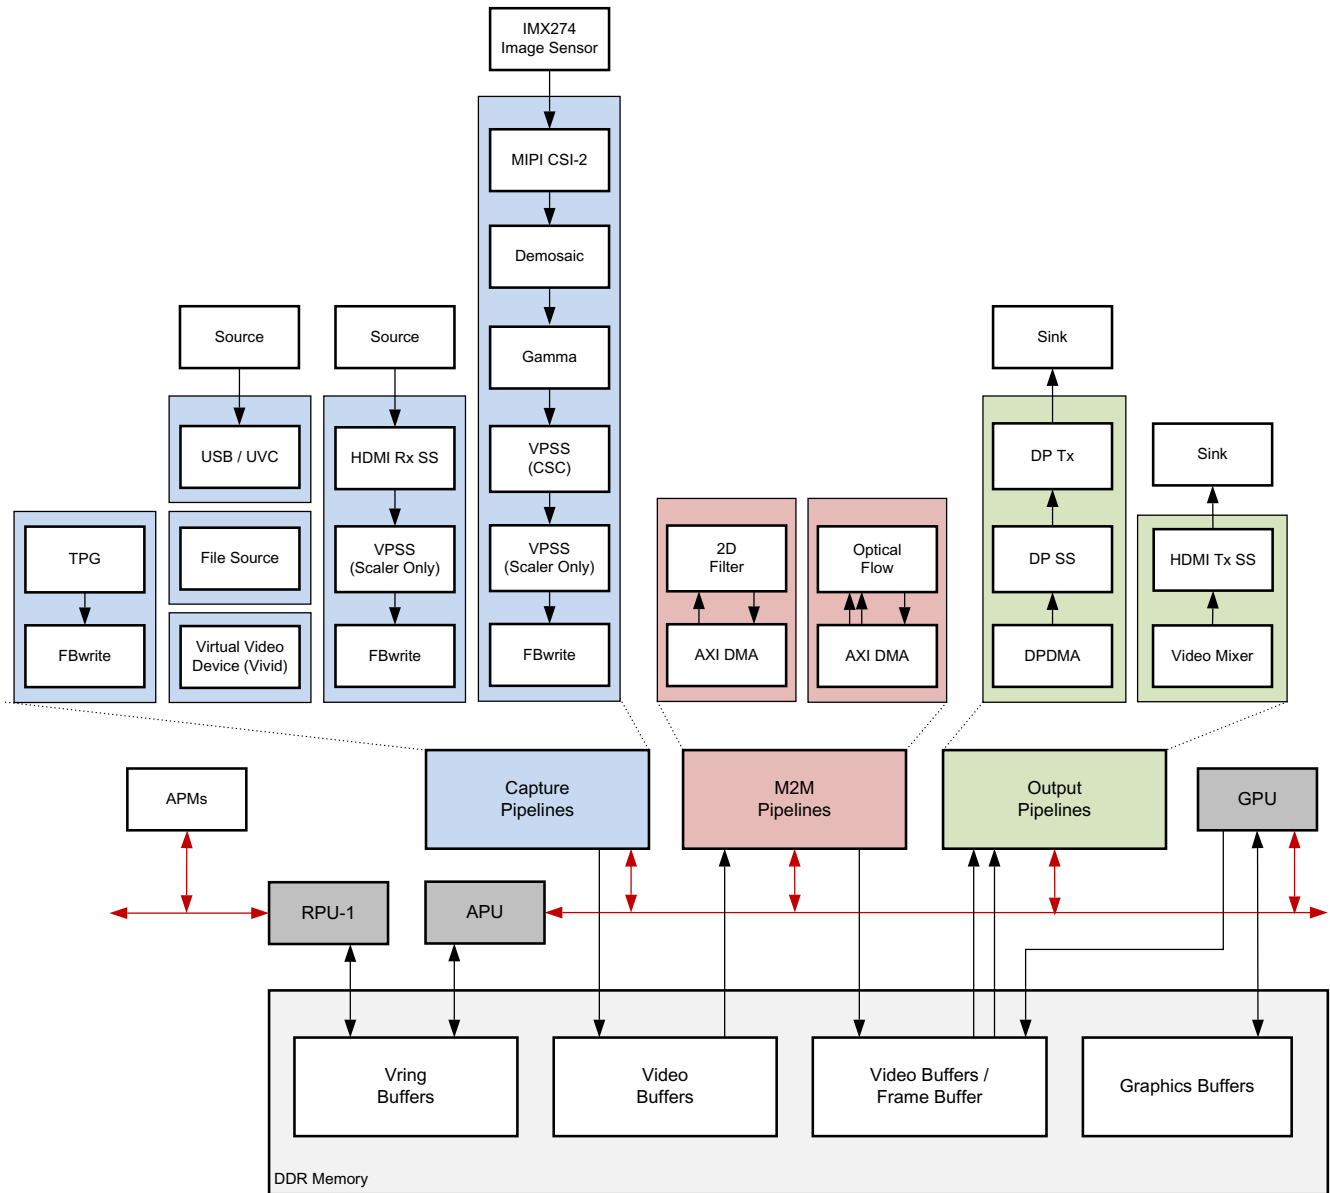 IMX274
Image Sensor
MIPI CSI-2
Demosaic
Source
Source
Gamma
Sink
USB / UVC
HDMI Rx SS
VPSS
(CSC)
DP Tx
Sink
TPG
File Source
VPSS
(Scaler Only)
VPSS
(Scaler Only)
2D
Filter
Optical
Flow
DP SS
HDMI Tx SS
FBwrite
Virtual Video
Device (Vivid)
FBwrite
FBwrite
AXI DMA
AXI DMA
DPDMA
Video Mixer
APMs
Capture
Pipelines
M2M
Pipelines
Output
Pipelines
GPU
RPU-1
APU
Vring
Buffers
Video
Buffers
Video Buffers /
Frame Buffer
Graphics Buffers
DDR Memory